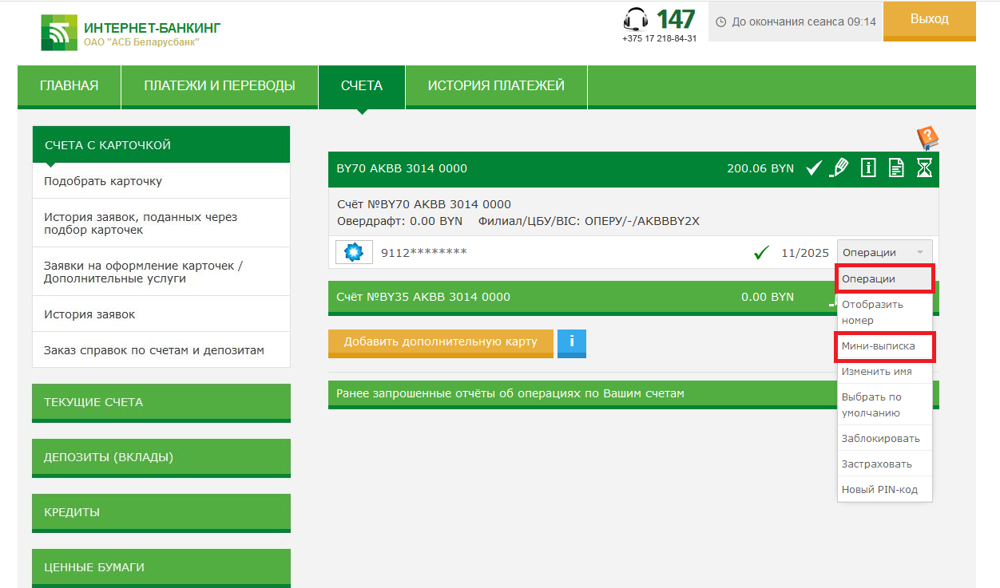 ИНТЕРНЕТ-БАНКИНГ
ОАО "АСБ Беларусбанк"
147
+375 17 218-84-31
До окончания сеанса 09:14
Выход
ГЛАВНАЯ
ПЛАТЕЖИ И ПЕРЕВОДЫ
СЧЕТА
ИСТОРИЯ ПЛАТЕЖЕЙ
СЧЕТА С КАРТОЧКОЙ
Подобрать карточку
История заявок, поданных через
подбор карточек
Заявки на оформление карточек /
Дополнительные услуги
История заявок
Заказ справок по счетам и депозитам
ТЕКУЩИЕ СЧЕТА
ДЕПОЗИТЫ (ВКЛАДЫ)
КРЕДИТЫ
ЦЕННЫЕ БУМАГИ
BY70 AKBB 3014 0000
200.06 BYN
Счёт №BY70 AKBB 3014 0000
Овердрафт: 0.00 BYN Филиал/ЦБУ/BIC: ОПЕРУ/-/AKBBBY2X
9112********
11/2025
Операции
Операции
Отобразить
номер
Мини-выписка
Изменить имя
Выбрать по
умолчанию
Заблокировать
Застраховать
Новый PIN-код
Счёт №BY35 AKBB 3014 0000
0.00 BYN
Добавить дополнительную карту
i
Ранее запрошенные отчёты об операциях по Вашим счетам